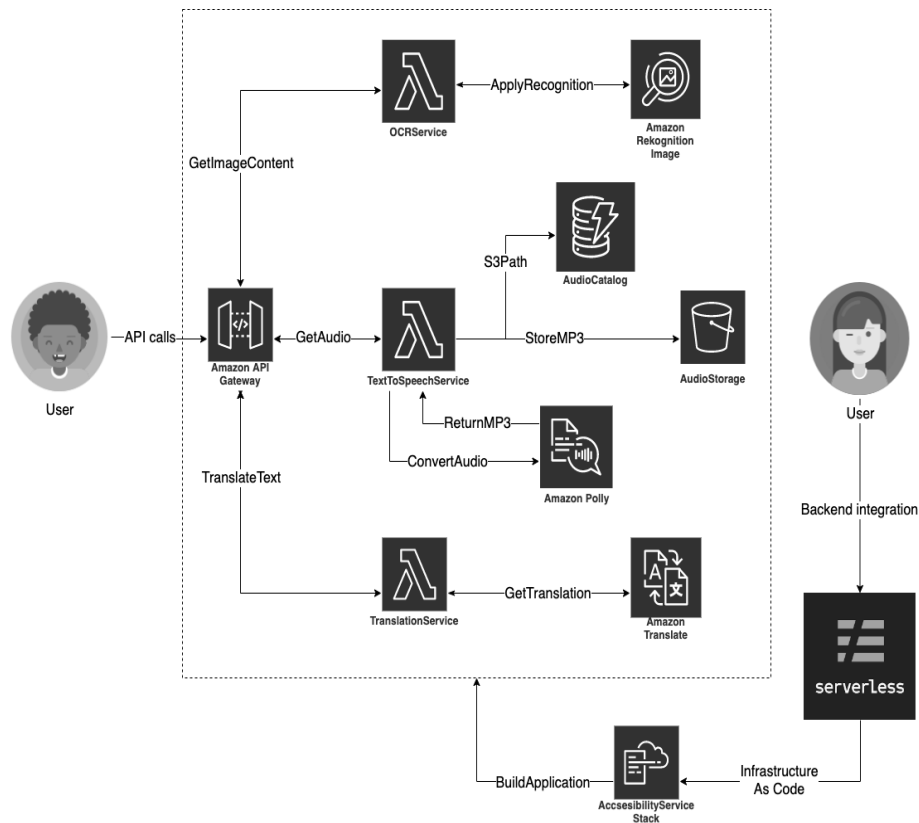 ApplyRecognition
OCRService
Amazon
Rekognition
Image
GetImageContent
S3Path
AudioCatalog
API calls
GetAudio
StoreMP3
Amazon API
Gateway
TextToSpeechService
AudioStorage
User
User
ReturnMP3
ConvertAudio
Amazon Polly
TranslateText
Backend integration
GetTranslation
TranslationService
Amazon
Translate
A
文
serverless
BuildApplication
Infrastructure
As Code
AccsesibilityService
Stack